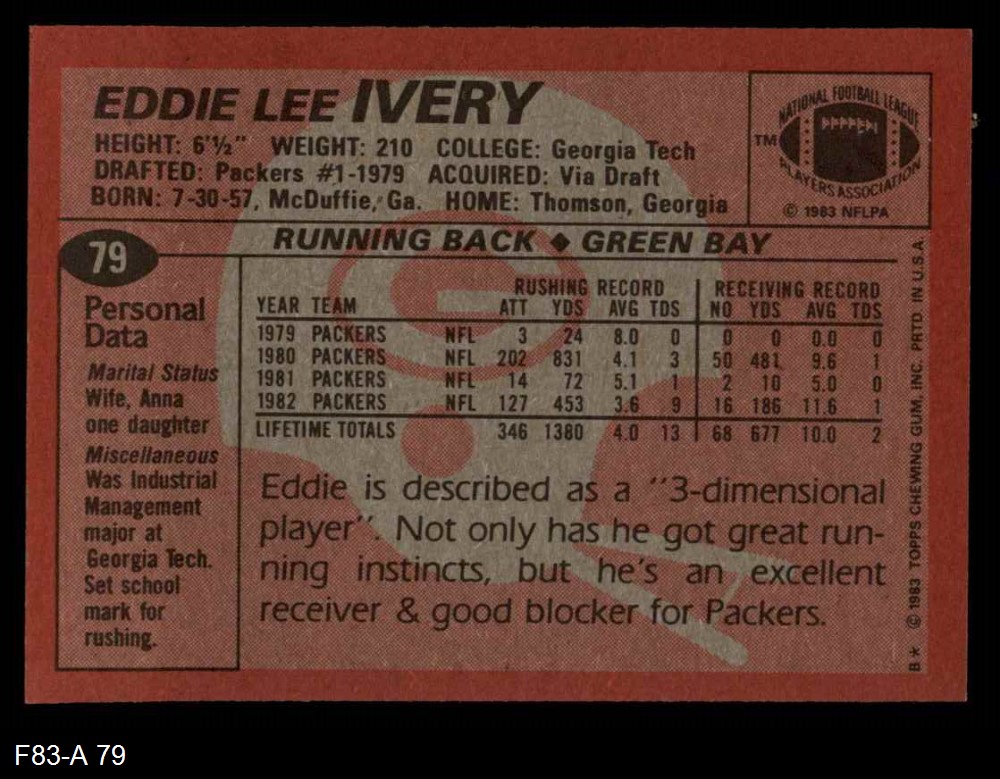 EDDIE LEE IVERY
HEIGHT: 6'½" WEIGHT: 210 COLLEGE: Georgia Tech
DRAFTED: Packers #1-1979 ACQUIRED: Via Draft
BORN: 7-30-57, McDuffie, Ga. HOME: Thomson, Georgia
NATIONAL FOOTBALL LEAGUE
TM
PLAYERS ASSOCIATION
© 1983 NFLPA
79
RUNNING BACK ◆ GREEN BAY
Personal
Data
Marital Status
Wife, Anna
one daughter
Miscellaneous
Was Industrial
Management
major at
Georgia Tech.
Set school
mark for
rushing.
RUSHING RECORD RECEIVING RECORD
YEAR TEAM ATT YDS AVG TDS NO YDS AVG TDS
1979 PACKERS NFL 3 24 8.0 0 0 0 0.0 0
1980 PACKERS NFL 202 831 4.1 3 50 481 9.6 1
1981 PACKERS NFL 14 72 5.1 1 2 10 5.0 0
1982 PACKERS NFL 127 453 3.6 9 16 186 11.6 1
LIFETIME TOTALS 346 1380 4.0 13 68 677 10.0 2
Eddie is described as a "3-dimensional
player". Not only has he got great run-
ning instincts, but he's an excellent
receiver & good blocker for Packers.
B* © 1983 TOPPS CHEWING GUM, INC. PRTD IN U.S.A.
F83-A 79